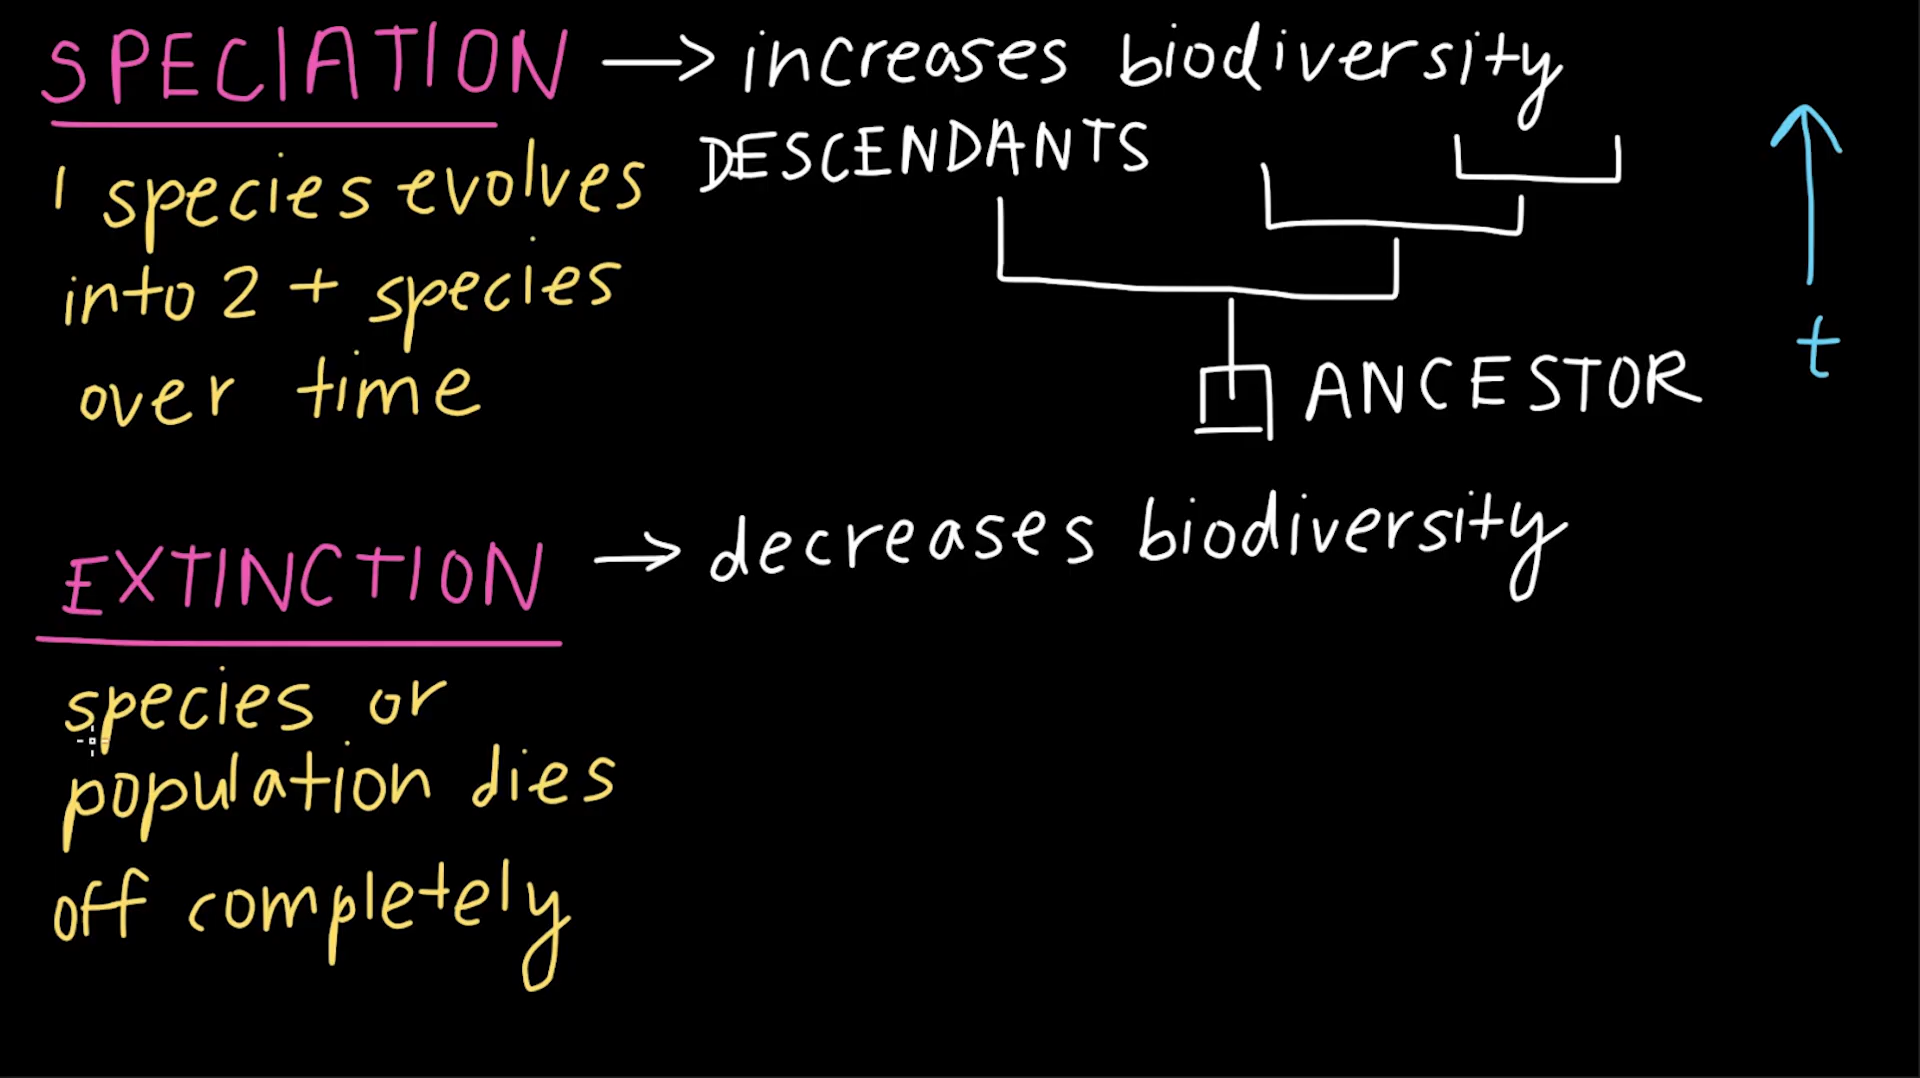 SPECIATION → increases biodiversity
1 species evolves
into 2 + species
over time
DESCENDANTS
ANCESTOR
t
EXTINCTION → decreases biodiversity
species or
population dies
off completely